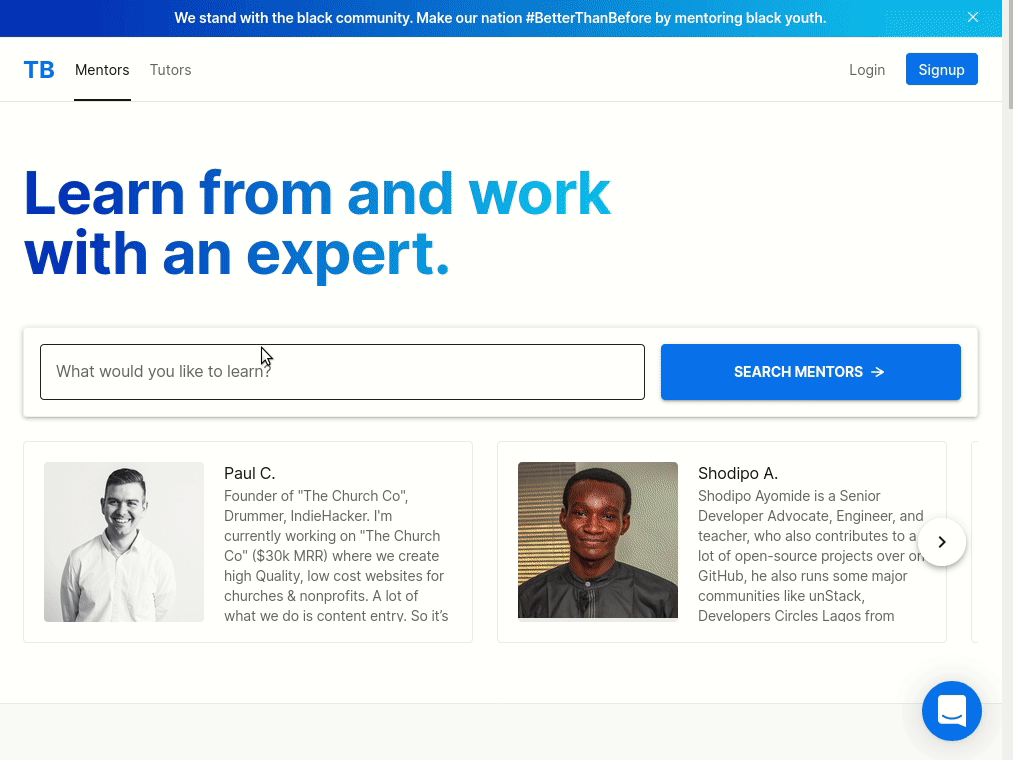 We stand with the black community. Make our nation #BetterThanBefore by mentoring black youth.
TB Mentors Tutors Login Signup
Learn from and work
with an expert.
What would you like to learn? SEARCH MENTORS →
Paul C.
Founder of "The Church Co",
Drummer, IndieHacker. I'm
currently working on "The Church
Co" ($30k MRR) where we create
high Quality, low cost websites for
churches & nonprofits. A lot of
what we do is content entry. So it’s
Shodipo A.
Shodipo Ayomide is a Senior
Developer Advocate, Engineer, and
teacher, who also contributes to a
lot of open-source projects over on
GitHub, he also runs some major
communities like unStack,
Developers Circles Lagos from